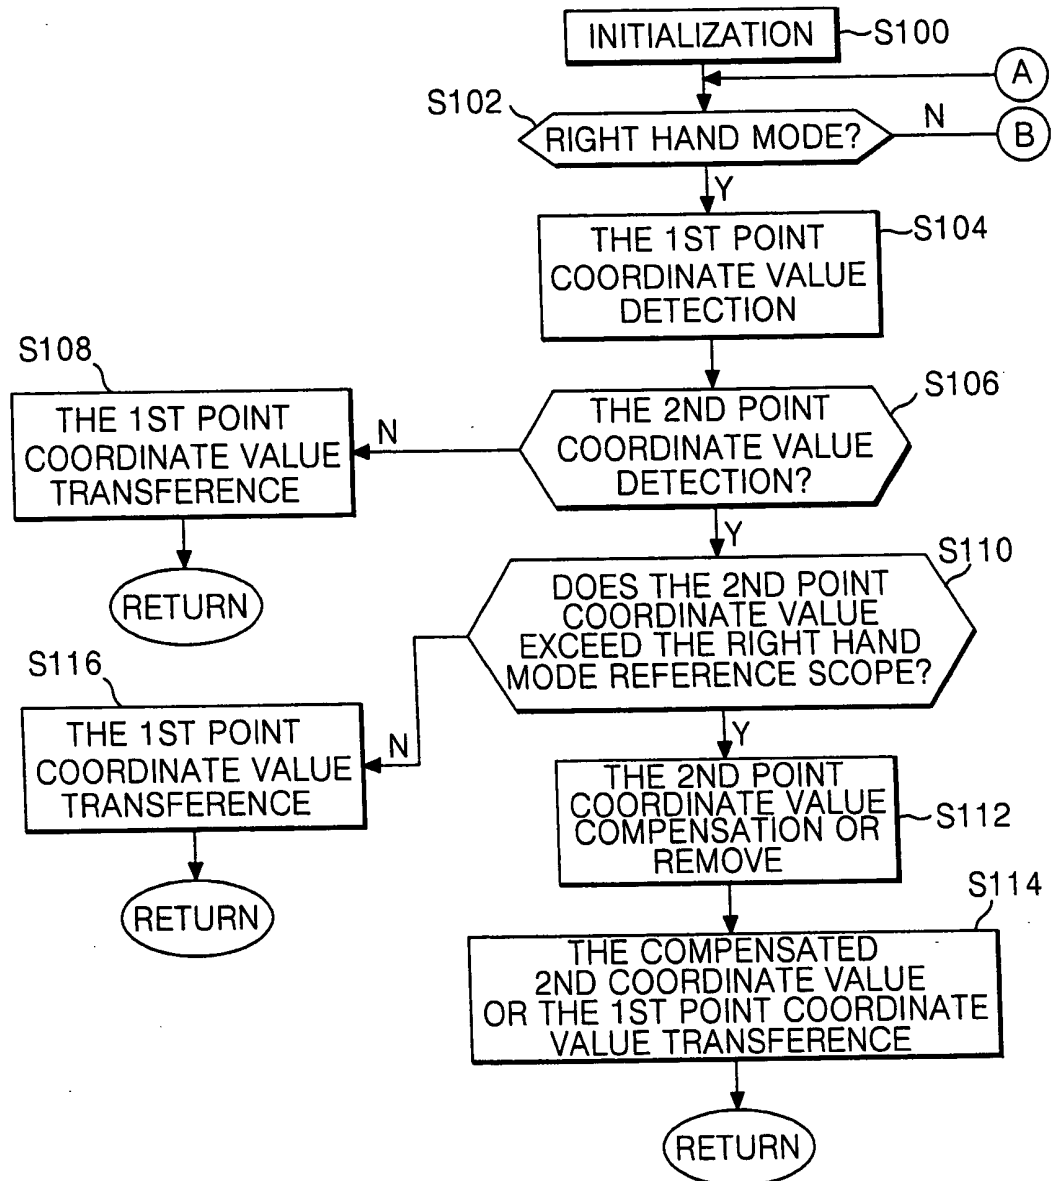 INITIALIZATION
S100
A
S102
RIGHT HAND MODE?
N
B
Y
THE 1ST POINT
COORDINATE VALUE
DETECTION
S104
S108
THE 1ST POINT
COORDINATE VALUE
TRANSFERENCE
N
THE 2ND POINT
COORDINATE VALUE
DETECTION?
S106
Y
RETURN
S110
DOES THE 2ND POINT
COORDINATE VALUE
EXCEED THE RIGHT HAND
MODE REFERENCE SCOPE?
S116
THE 1ST POINT
COORDINATE VALUE
TRANSFERENCE
N
Y
THE 2ND POINT
COORDINATE VALUE
COMPENSATION OR
REMOVE
S112
RETURN
S114
THE COMPENSATED
2ND COORDINATE VALUE
OR THE 1ST POINT COORDINATE
VALUE TRANSFERENCE
RETURN